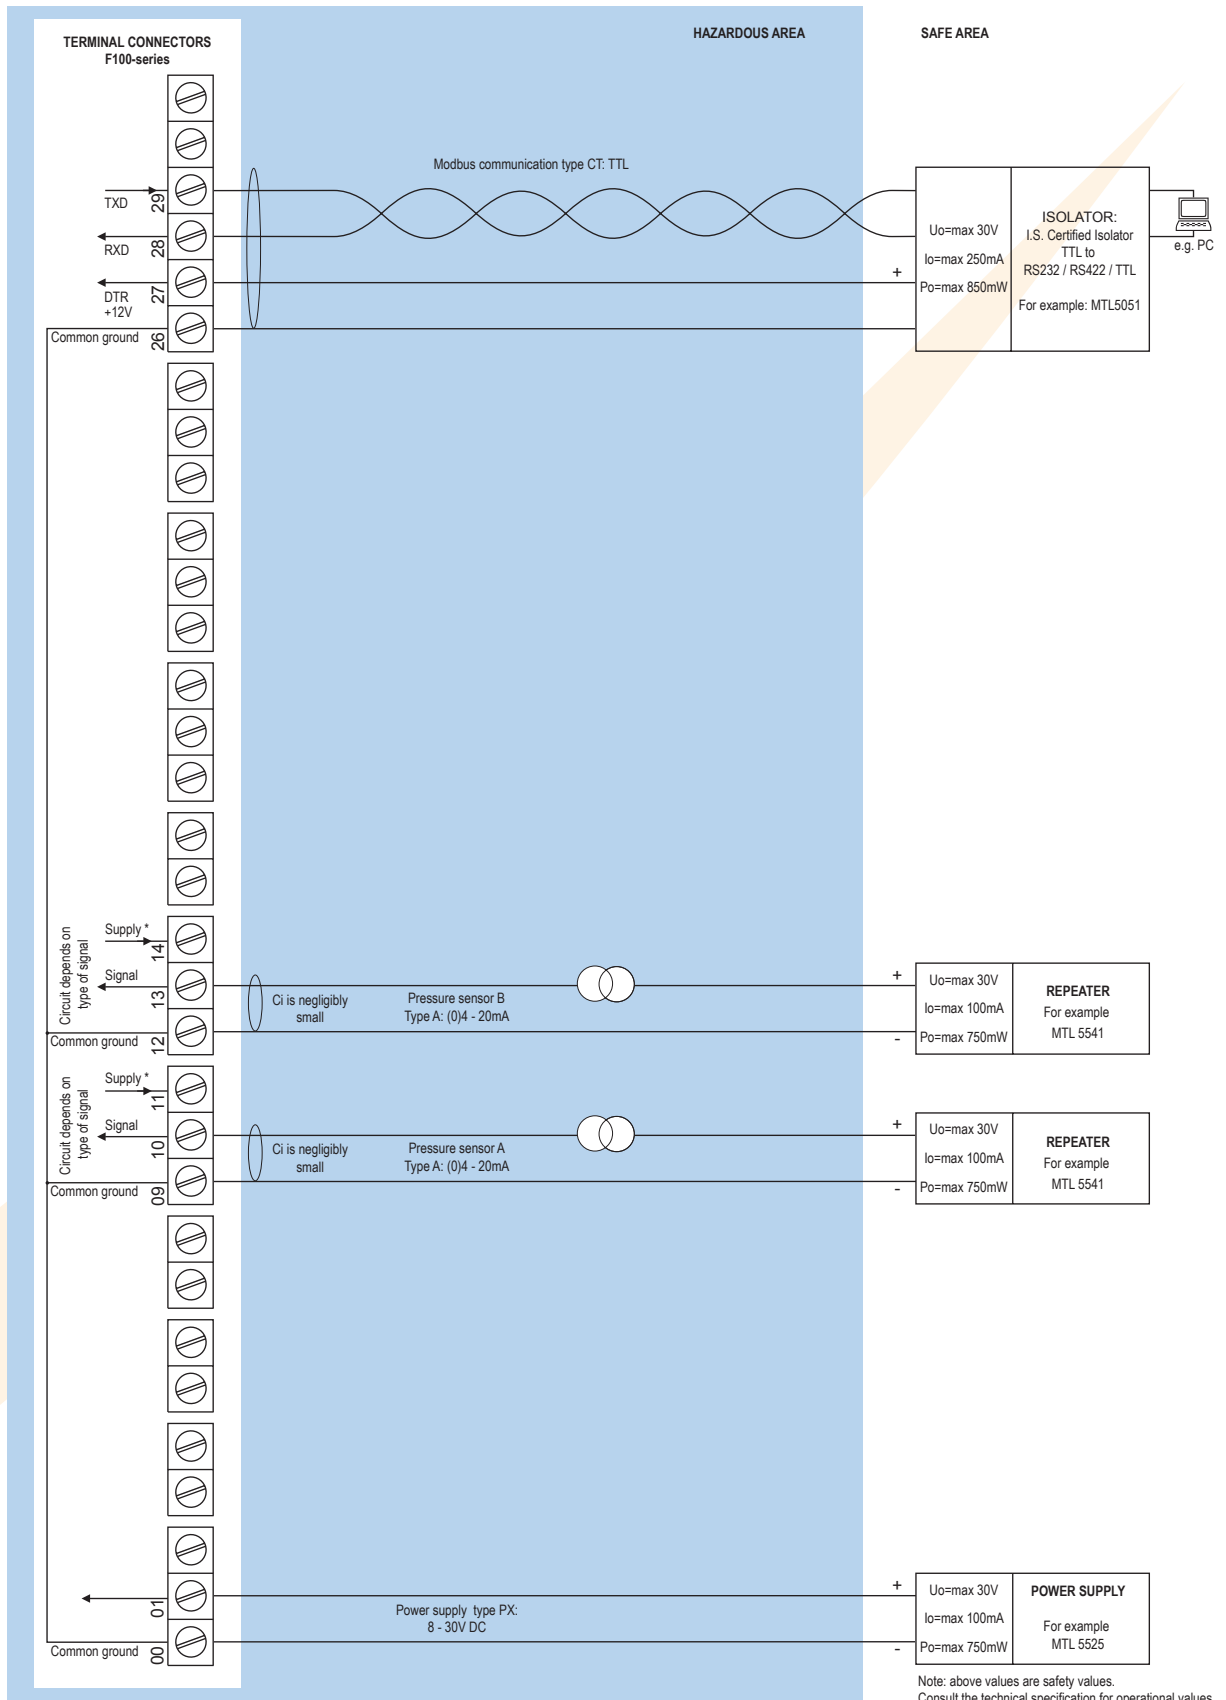 HAZARDOUS AREA
SAFE AREA
TERMINAL CONNECTORS
F100-series
Modbus communication type CT: TTL
TXD
29
RXD
28
DTR
+12V
27
Common ground
26
+
Uo=max 30V
Io=max 250mA
Po=max 850mW
ISOLATOR:
I.S. Certified Isolator
TTL to
RS232 / RS422 / TTL
For example: MTL5051
e.g. PC
Circuit depends on
type of signal
Supply *
14
Signal
13
Common ground
12
Ci is negligibly
small
Pressure sensor B
Type A: (0)4 - 20mA
+
-
Uo=max 30V
Io=max 100mA
Po=max 750mW
REPEATER
For example
MTL 5541
Circuit depends on
type of signal
Supply *
11
Signal
10
Common ground
09
Ci is negligibly
small
Pressure sensor A
Type A: (0)4 - 20mA
+
-
Uo=max 30V
Io=max 100mA
Po=max 750mW
REPEATER
For example
MTL 5541
01
Common ground
00
Power supply type PX:
8 - 30V DC
+
-
Uo=max 30V
Io=max 100mA
Po=max 750mW
POWER SUPPLY
For example
MTL 5525
Note: above values are safety values.
Consult the technical specification for operational values